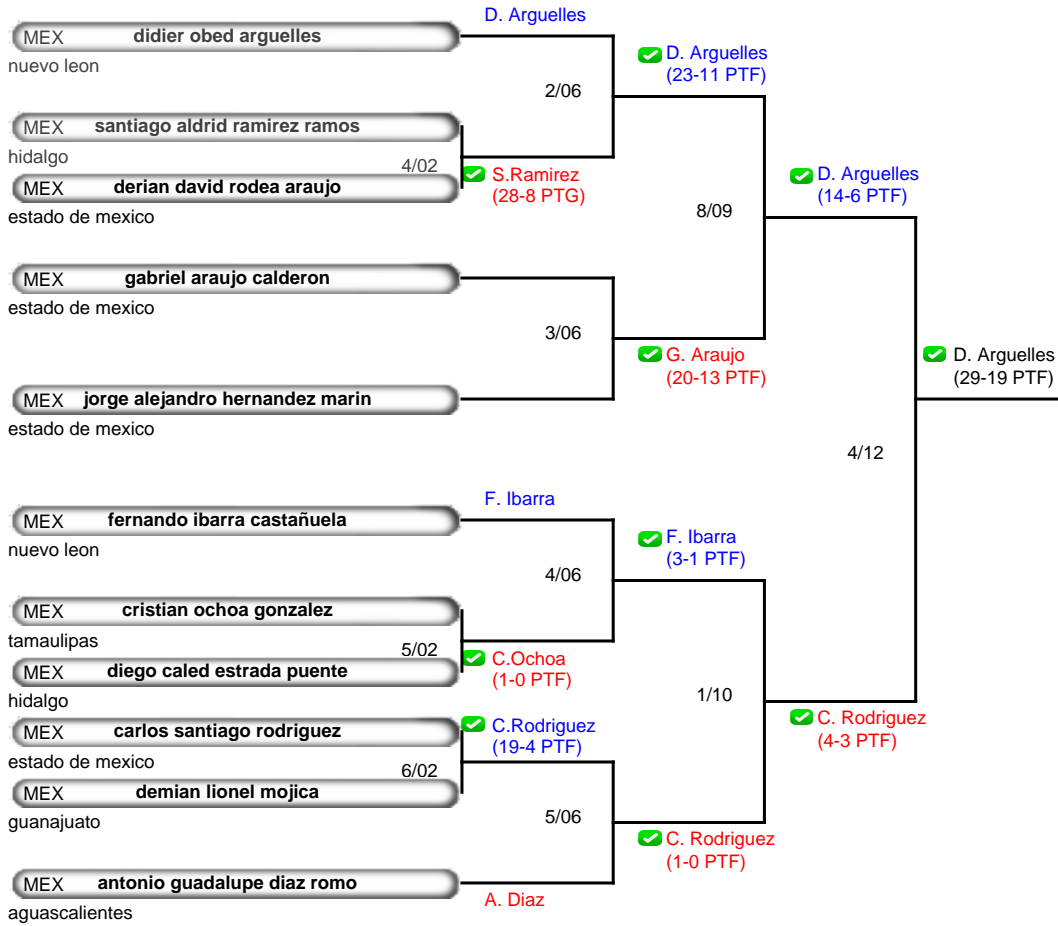 D. Arguelles
MEX didier obed arguelles
nuevo leon
D. Arguelles
(23-11 PTF)
2/06
MEX santiago aldrid ramirez ramos
hidalgo
4/02
S.Ramirez
(28-8 PTG)
MEX derian david rodea araujo
estado de mexico
D. Arguelles
(14-6 PTF)
8/09
MEX gabriel araujo calderon
estado de mexico
3/06
G. Araujo
(20-13 PTF)
D. Arguelles
(29-19 PTF)
MEX jorge alejandro hernandez marin
estado de mexico
4/12
F. Ibarra
MEX fernando ibarra castañuela
nuevo leon
F. Ibarra
(3-1 PTF)
4/06
MEX cristian ochoa gonzalez
tamaulipas
5/02
C.Ochoa
(1-0 PTF)
MEX diego caled estrada puente
hidalgo
1/10
C. Rodriguez
(4-3 PTF)
MEX carlos santiago rodriguez
C.Rodriguez
(19-4 PTF)
estado de mexico
6/02
MEX demian lionel mojica
guanajuato
5/06
C. Rodriguez
(1-0 PTF)
MEX antonio guadalupe diaz romo
A. Diaz
aguascalientes